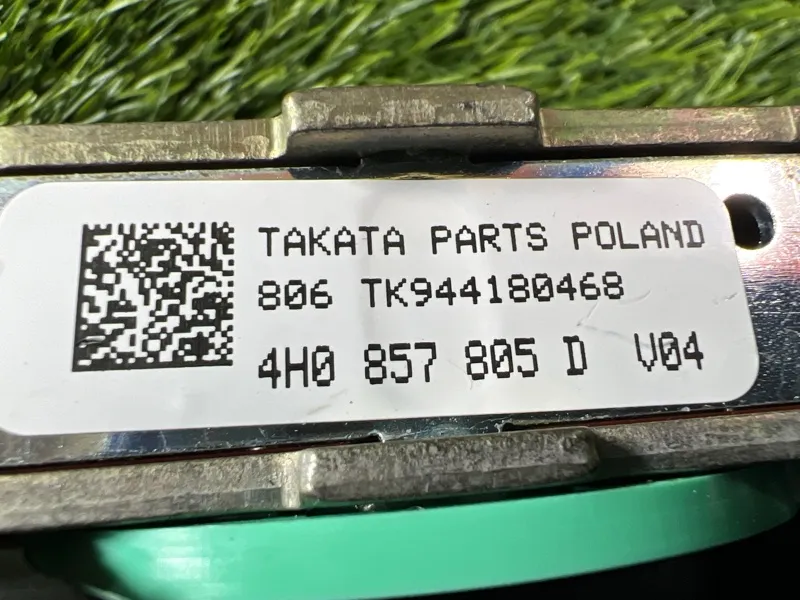 TAKATA PARTS POLAND
806 TK944180468
4H0 857 805 D V04